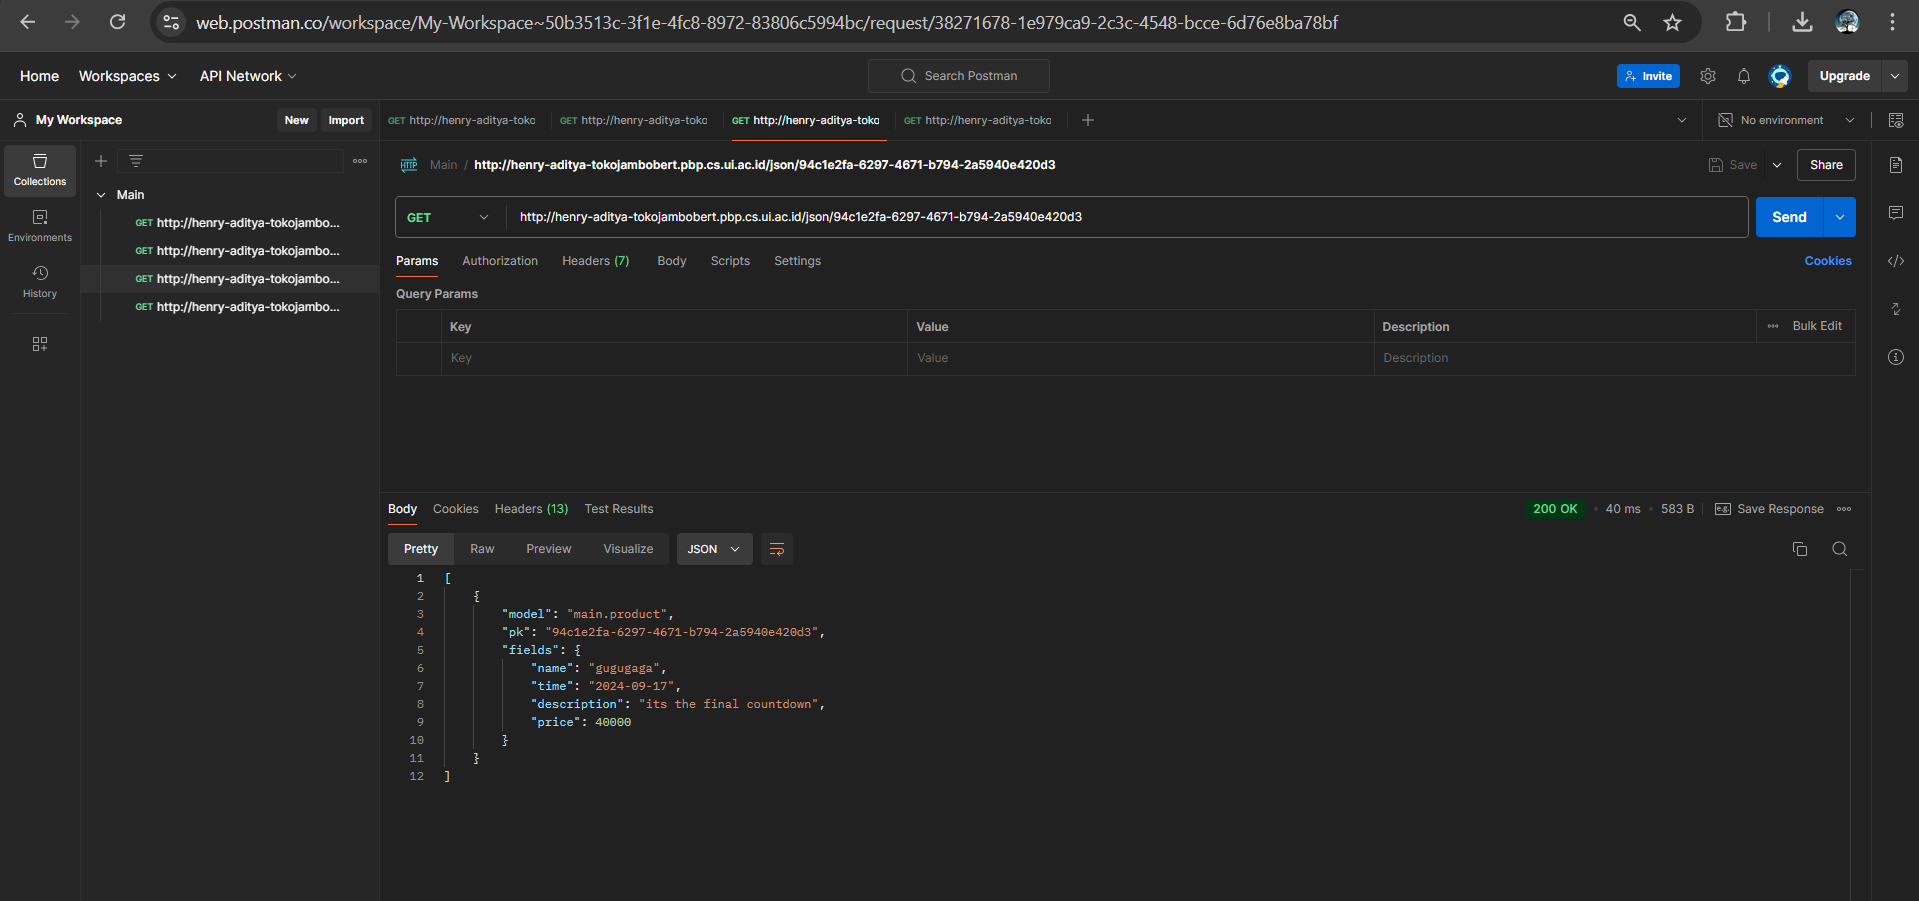 web.postman.co/workspace/My-Workspace~50b3513c-3f1e-4fc8-8972-83806c5994bc/request/38271678-1e979ca9-2c3c-4548-bcce-6d76e8ba78bf
Home Workspaces API Network Search Postman Invite Upgrade
My Workspace New Import GET http://henry-aditya-toko GET http://henry-aditya-toko GET http://henry-aditya-toko GET http://henry-aditya-toko No environment
Collections
Environments
History
Main
GET http://henry-aditya-tokojambo...
GET http://henry-aditya-tokojambo...
GET http://henry-aditya-tokojambo...
GET http://henry-aditya-tokojambo...
HTTP Main / http://henry-aditya-tokojambobert.pbp.cs.ui.ac.id/json/94c1e2fa-6297-4671-b794-2a5940e420d3 Save Share
GET http://henry-aditya-tokojambobert.pbp.cs.ui.ac.id/json/94c1e2fa-6297-4671-b794-2a5940e420d3 Send
Params Authorization Headers (7) Body Scripts Settings Cookies
Query Params
Key Value Description Bulk Edit
Key Value Description
Body Cookies Headers (13) Test Results 200 OK • 40 ms • 583 B e.g. Save Response
Pretty Raw Preview Visualize JSON
1 [
2 {
3 "model": "main.product",
4 "pk": "94c1e2fa-6297-4671-b794-2a5940e420d3",
5 "fields": {
6 "name": "gugugaga",
7 "time": "2024-09-17",
8 "description": "its the final countdown",
9 "price": 40000
10 }
11 }
12 ]